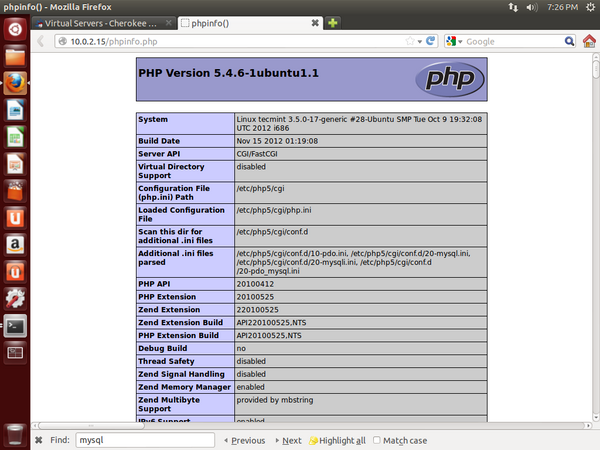 phpinfo() - Mozilla Firefox
7:26 PM
Virtual Servers - Cherokee ...
phpinfo()
10.0.2.15/phpinfo.php
Google
PHP Version 5.4.6-1ubuntu1.1
php
System Linux tecmint 3.5.0-17-generic #28-Ubuntu SMP Tue Oct 9 19:32:08
UTC 2012 i686
Build Date Nov 15 2012 01:19:08
Server API CGI/FastCGI
Virtual Directory
Support disabled
Configuration File
(php.ini) Path /etc/php5/cgi
Loaded Configuration
File /etc/php5/cgi/php.ini
Scan this dir for
additional .ini files /etc/php5/cgi/conf.d
Additional .ini files
parsed /etc/php5/cgi/conf.d/10-pdo.ini, /etc/php5/cgi/conf.d/20-mysql.ini,
/etc/php5/cgi/conf.d/20-mysqli.ini, /etc/php5/cgi/conf.d
/20-pdo_mysql.ini
PHP API 20100412
PHP Extension 20100525
Zend Extension 220100525
Zend Extension Build API220100525,NTS
PHP Extension Build API20100525,NTS
Debug Build no
Thread Safety disabled
Zend Signal Handling disabled
Zend Memory Manager enabled
Zend Multibyte
Support provided by mbstring
IPv6 Support enabled
Find: mysql Previous Next Highlight all Match case